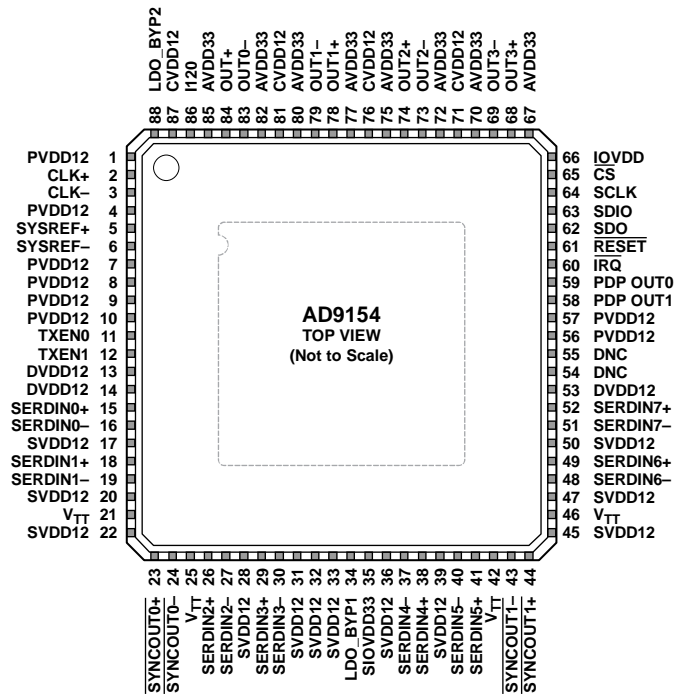 88 LDO_BYP2
87 CVDD12
86 I120
85 AVDD33
84 OUT+
83 OUT0–
82 AVDD33
81 CVDD12
80 AVDD33
79 OUT1–
78 OUT1+
77 AVDD33
76 CVDD12
75 AVDD33
74 OUT2+
73 OUT2–
72 AVDD33
71 CVDD12
70 AVDD33
69 OUT3–
68 OUT3+
67 AVDD33
PVDD12 1
CLK+ 2
CLK– 3
PVDD12 4
SYSREF+ 5
SYSREF– 6
PVDD12 7
PVDD12 8
PVDD12 9
PVDD12 10
TXEN0 11
TXEN1 12
DVDD12 13
DVDD12 14
SERDIN0+ 15
SERDIN0– 16
SVDD12 17
SERDIN1+ 18
SERDIN1– 19
SVDD12 20
VTT 21
SVDD12 22
AD9154
TOP VIEW
(Not to Scale)
66 IOVDD
65 CS
64 SCLK
63 SDIO
62 SDO
61 RESET
60 IRQ
59 PDP OUT0
58 PDP OUT1
57 PVDD12
56 PVDD12
55 DNC
54 DNC
53 DVDD12
52 SERDIN7+
51 SERDIN7–
50 SVDD12
49 SERDIN6+
48 SERDIN6–
47 SVDD12
46 VTT
45 SVDD12
SYNCOUT0+ 23
SYNCOUT0– 24
VTT 25
SERDIN2+ 26
SERDIN2– 27
SVDD12 28
SERDIN3+ 29
SERDIN3– 30
SVDD12 31
SVDD12 32
SVDD12 33
LDO_BYP1 34
SIOVDD33 35
SVDD12 36
SERDIN4– 37
SERDIN4+ 38
SVDD12 39
SERDIN5– 40
SERDIN5+ 41
VTT 42
SYNCOUT1– 43
SYNCOUT1+ 44